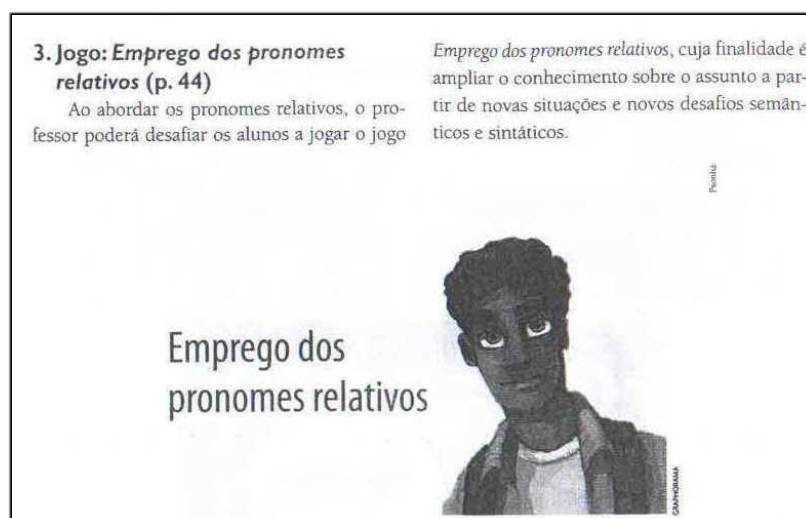 3. Jogo: Emprego dos pronomes
relativos (p. 44)
Ao abordar os pronomes relativos, o pro-
fessor poderá desafiar os alunos a jogar o jogo
Emprego dos pronomes relativos, cuja finalidade é
ampliar o conhecimento sobre o assunto a par-
tir de novas situações e novos desafios semân-
ticos e sintáticos.
Emprego dos
pronomes relativos
GRAPHORAMA